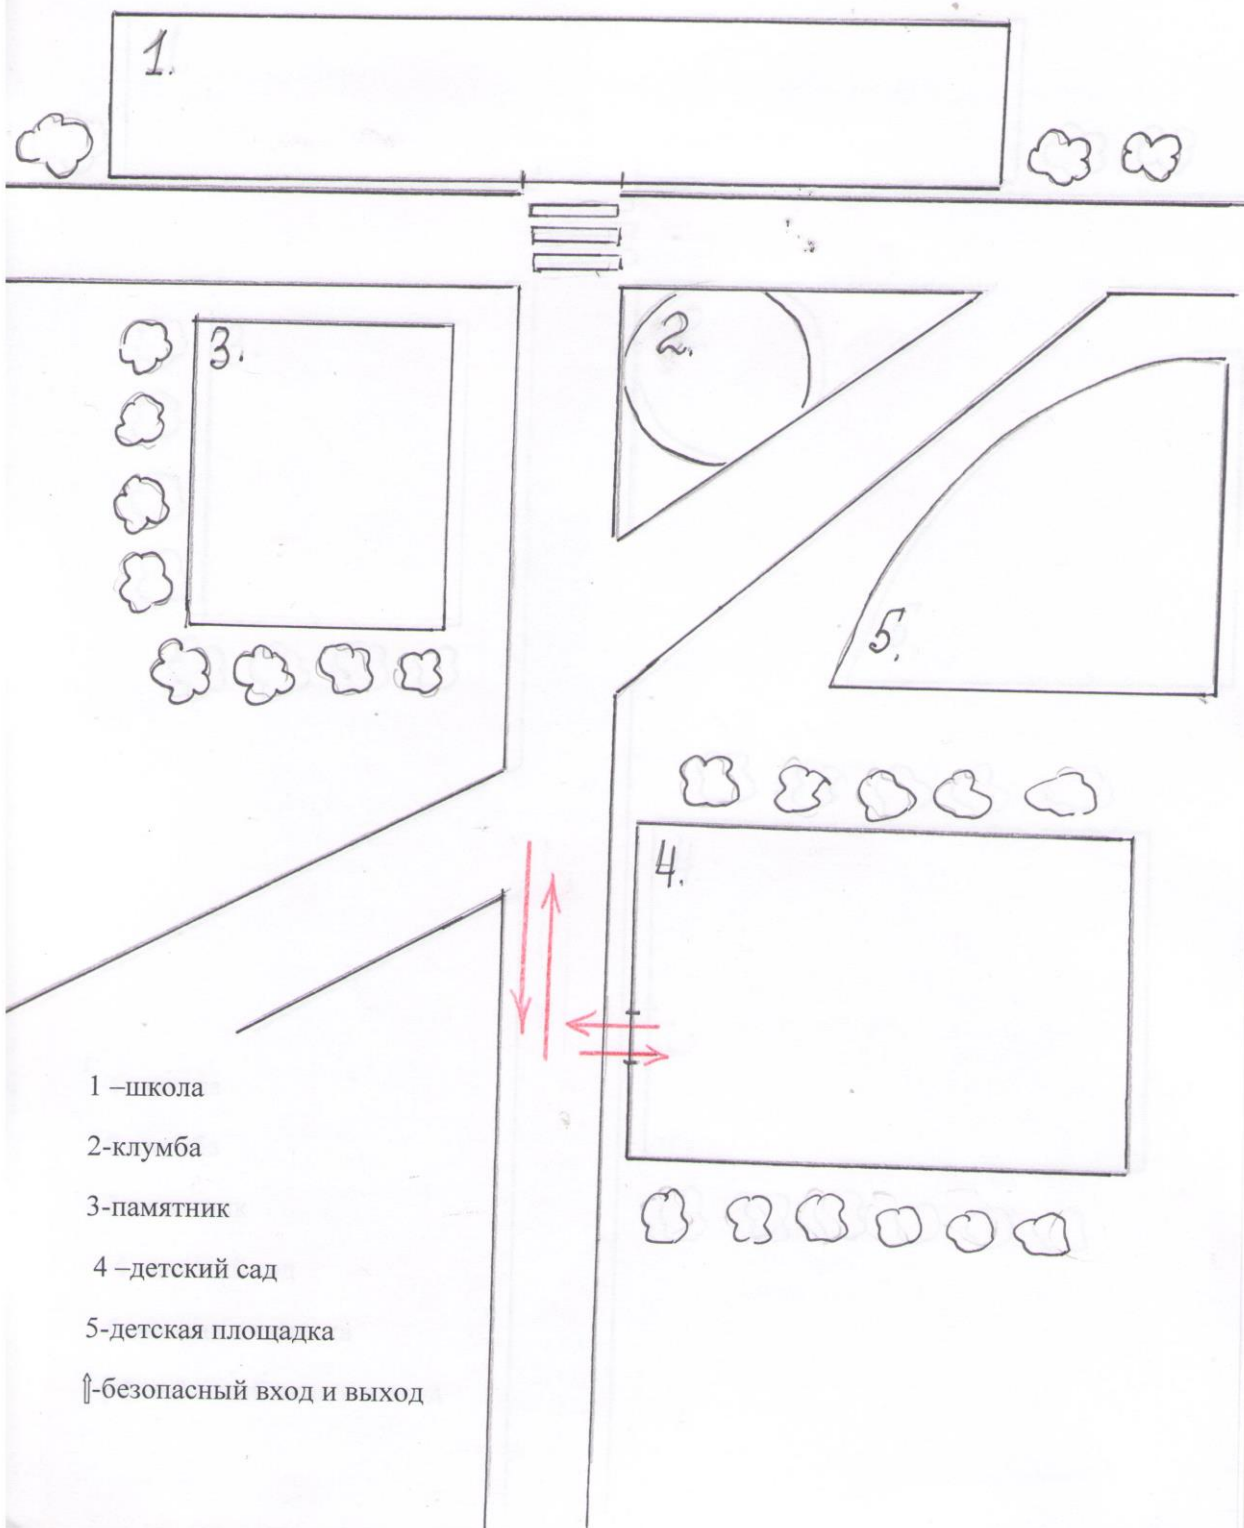 1.
2.
3.
5.
4.
1 –школа
2-клумба
3-памятник
4 –детский сад
5-детская площадка
⇧-безопасный вход и выход